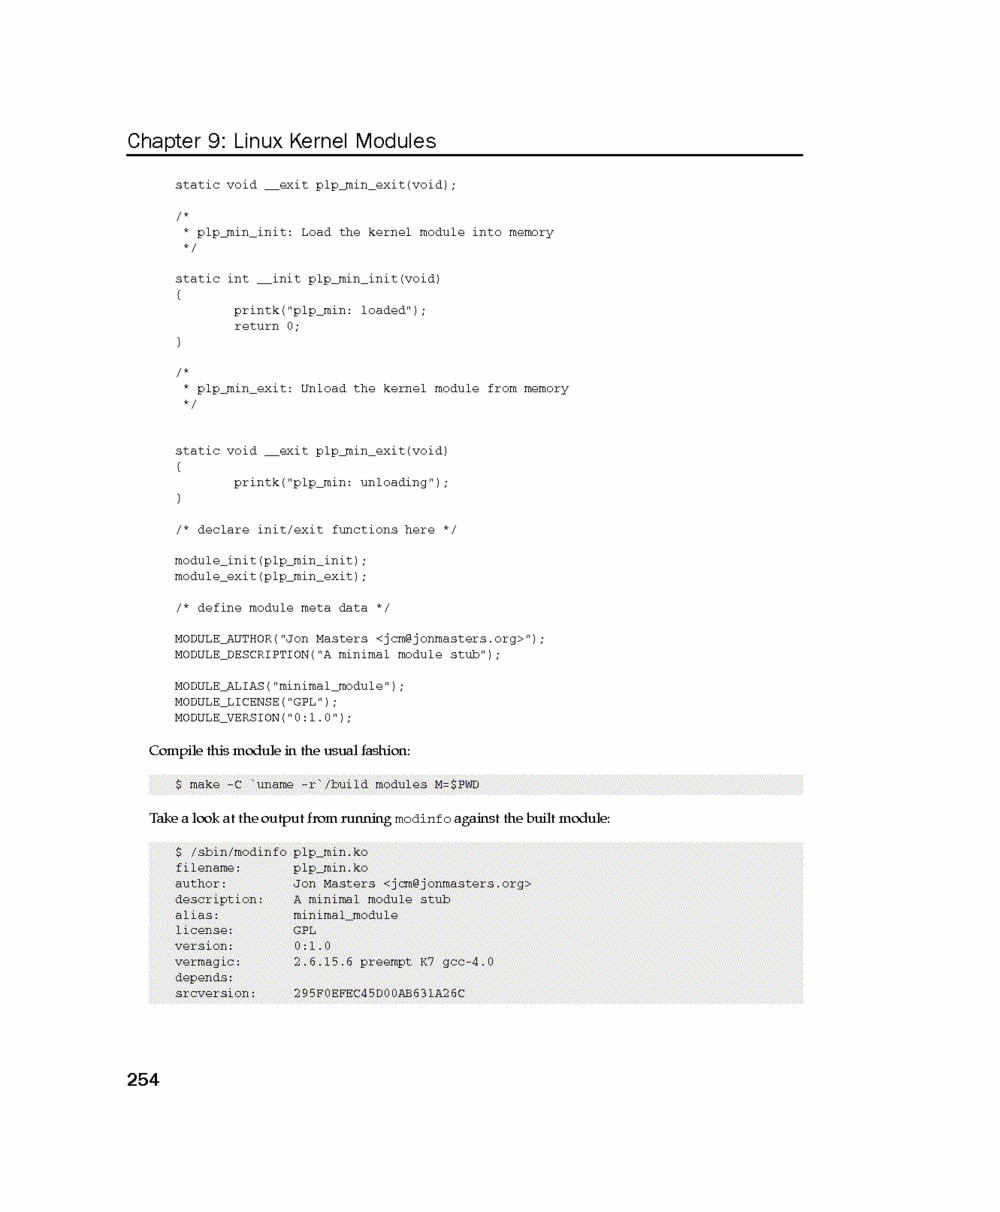 Chapter 9: Linux Kernel Modules
static void __exit plp_min_exit(void);
/*
 * plp_min_init: Load the kernel module into memory
 */
static int __init plp_min_init(void)
{
        printk("plp_min: loaded");
        return 0;
}
/*
 * plp_min_exit: Unload the kernel module from memory
 */
static void __exit plp_min_exit(void)
{
        printk("plp_min: unloading");
}
/* declare init/exit functions here */
module_init(plp_min_init);
module_exit(plp_min_exit);
/* define module meta data */
MODULE_AUTHOR("Jon Masters <jcm@jonmasters.org>");
MODULE_DESCRIPTION("A minimal module stub");
MODULE_ALIAS("minimal_module");
MODULE_LICENSE("GPL");
MODULE_VERSION("0:1.0");
Compile this module in the usual fashion:
$ make -C `uname -r`/build modules M=$PWD
Take a look at the output from running modinfo against the built module:
$ /sbin/modinfo plp_min.ko
filename:       plp_min.ko
author:         Jon Masters <jcm@jonmasters.org>
description:    A minimal module stub
alias:          minimal_module
license:        GPL
version:        0:1.0
vermagic:       2.6.15.6 preempt K7 gcc-4.0
depends:
srcversion:     295F0EFEC45D00AB631A26C
254